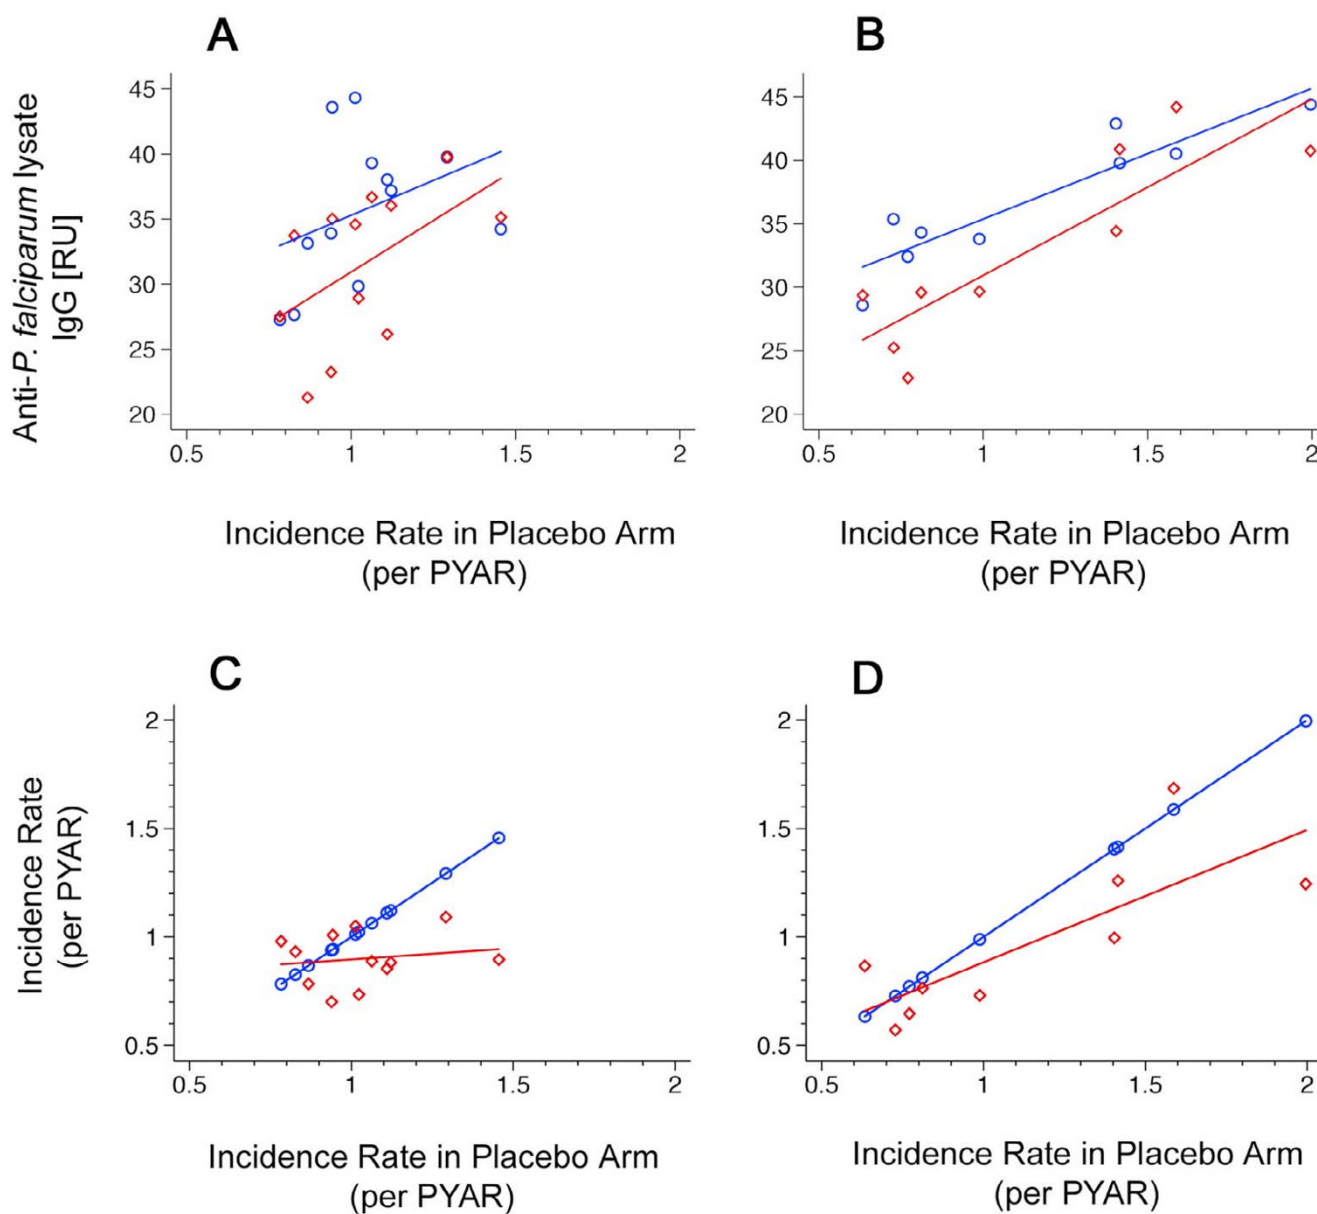 A
B
Anti-P. falciparum lysate
IgG [RU]
45
40
35
30
25
20
0.5 1 1.5 2
45
40
35
30
25
20
0.5 1 1.5 2
Incidence Rate in Placebo Arm
(per PYAR)
Incidence Rate in Placebo Arm
(per PYAR)
C
D
Incidence Rate
(per PYAR)
2
1.5
1
0.5
0.5 1 1.5 2
2
1.5
1
0.5
0.5 1 1.5 2
Incidence Rate in Placebo Arm
(per PYAR)
Incidence Rate in Placebo Arm
(per PYAR)